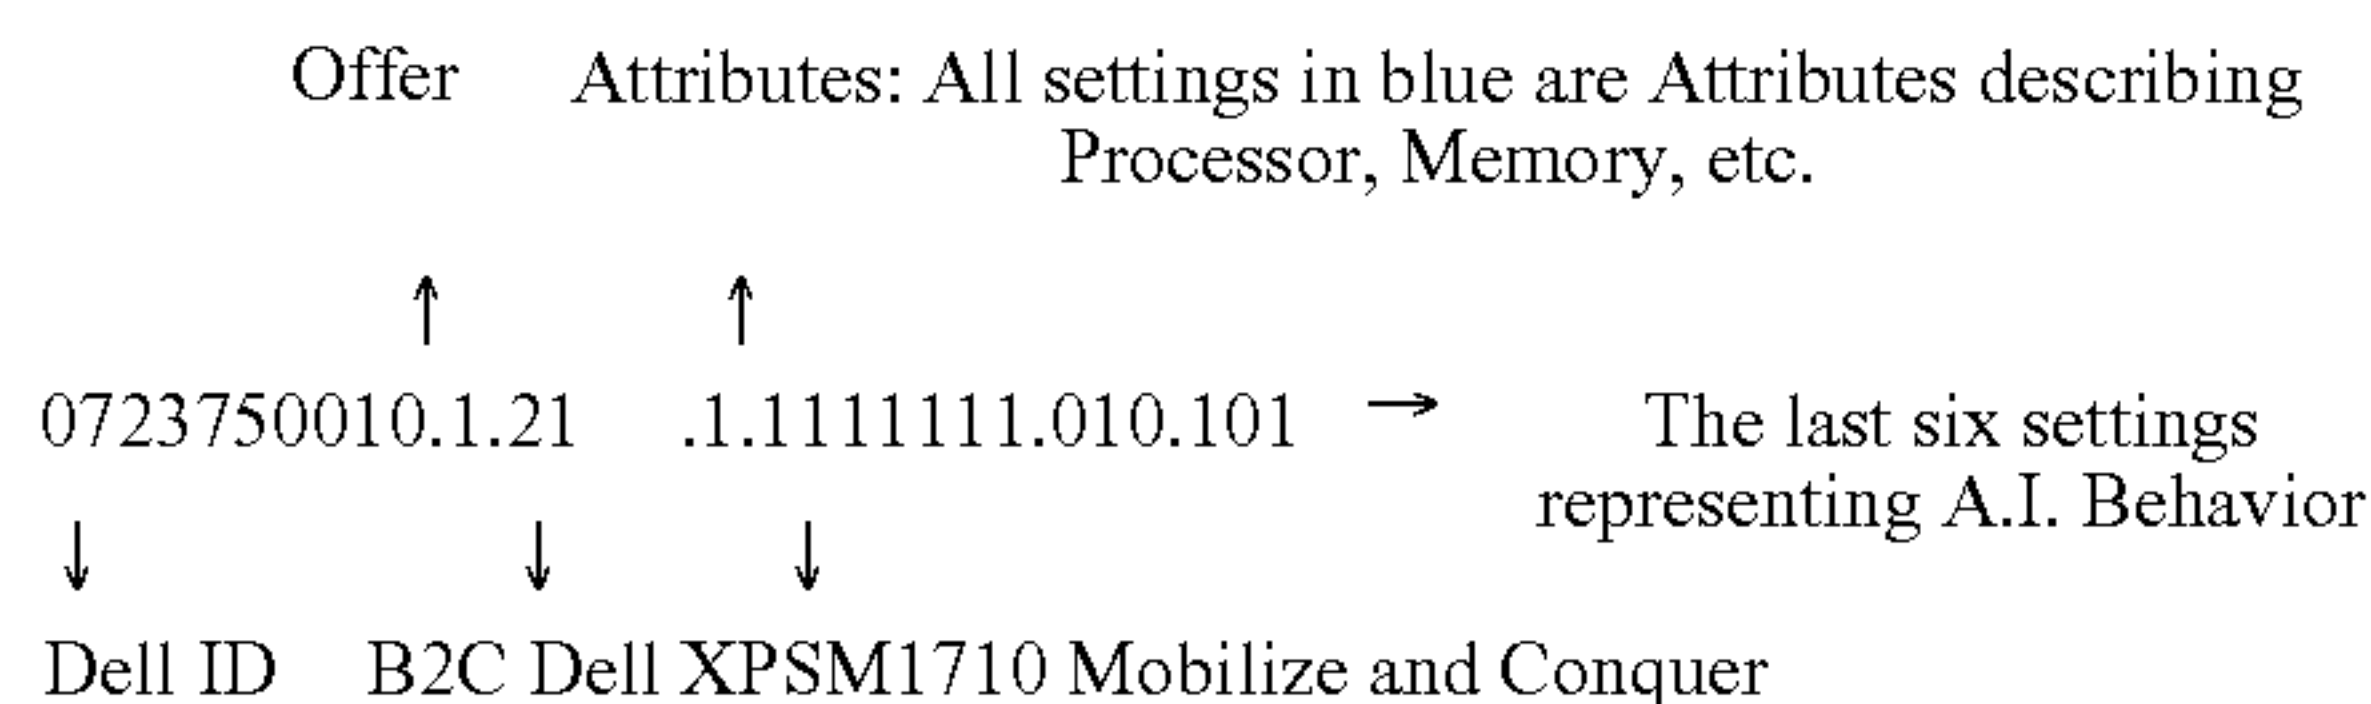 Offer Attributes: All settings in blue are Attributes describing
Processor, Memory, etc.
↑ ↑
0723750010.1.21 .1.1111111.010.101 → The last six settings
representing A.I. Behavior
↓ ↓ ↓
Dell ID B2C Dell XPSM1710 Mobilize and Conquer